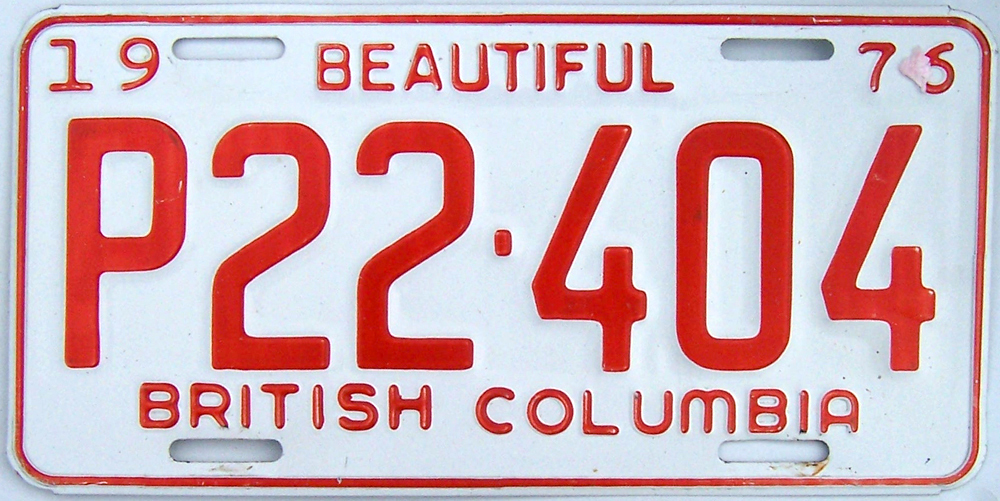 19 BEAUTIFUL 76
P22·404
BRITISH COLUMBIA